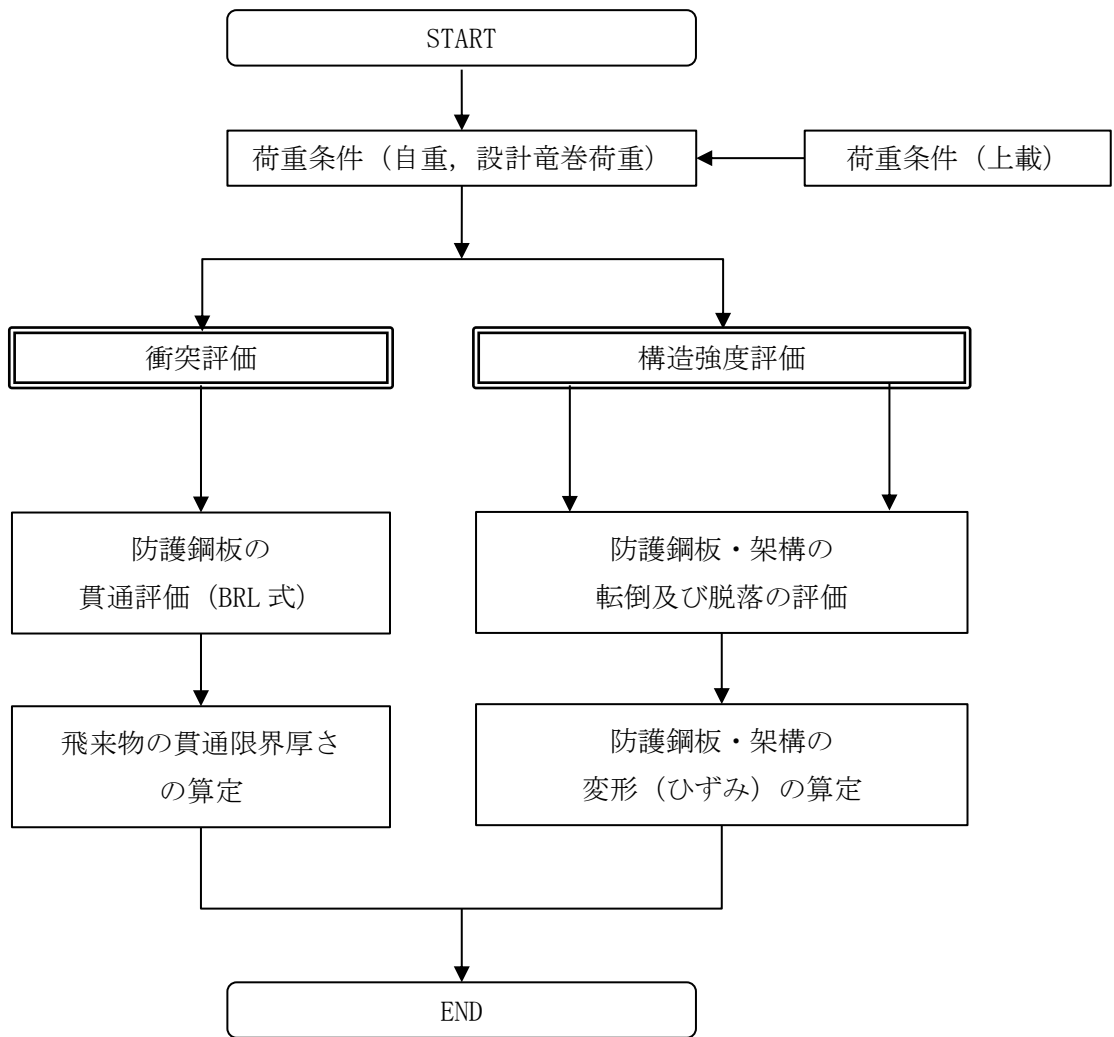 START
荷重条件（自重，設計竜巻荷重）
荷重条件（上載）
衝突評価
構造強度評価
防護鋼板の
貫通評価（BRL 式）
防護鋼板・架構の
転倒及び脱落の評価
飛来物の貫通限界厚さ
の算定
防護鋼板・架構の
変形（ひずみ）の算定
END